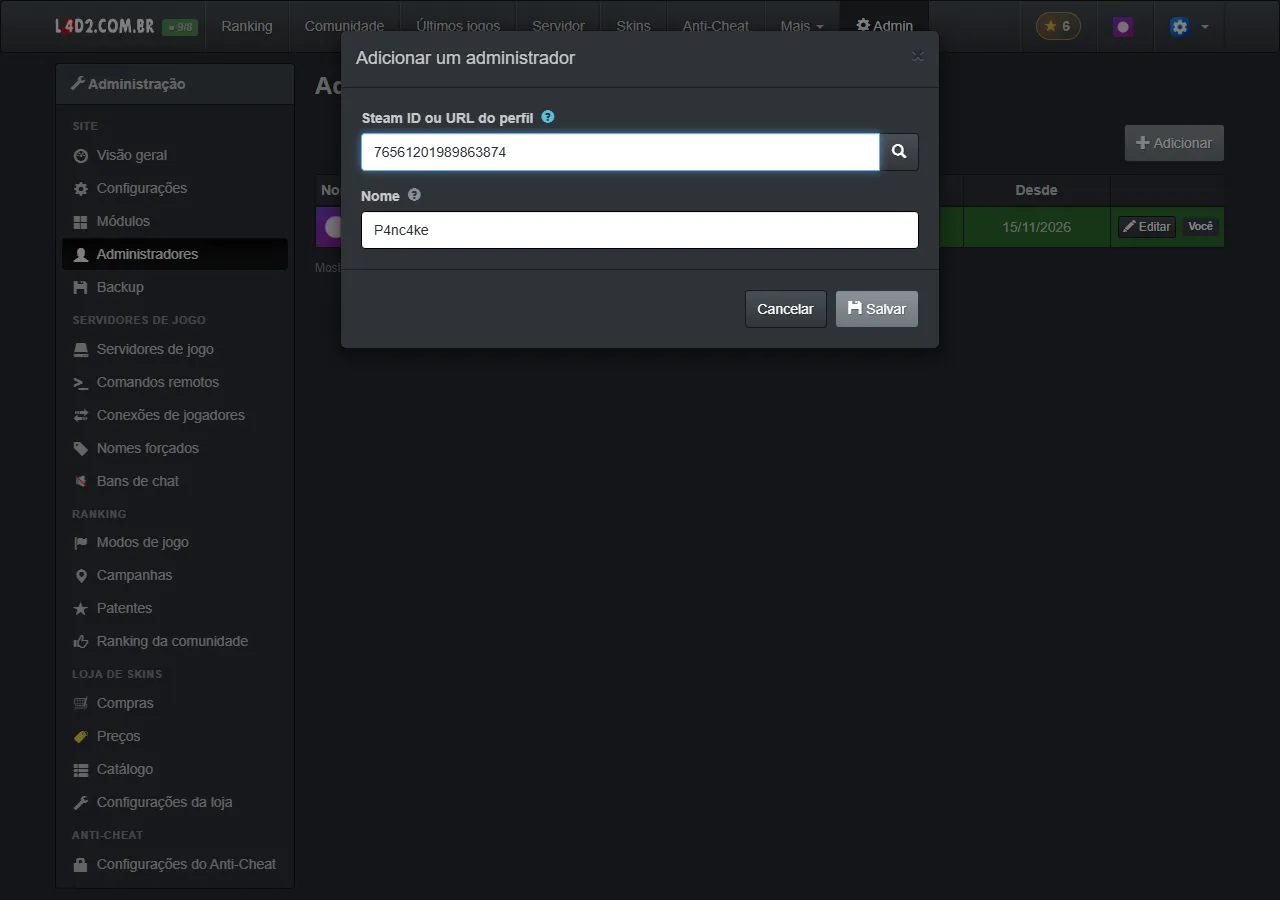 L4D2.COM.BR 9/8 Ranking Comunidade Últimos jogos Servidor Skins Anti-Cheat Mais Admin 6
Administração
SITE
Visão geral
Configurações
Módulos
Administradores
Backup
SERVIDORES DE JOGO
Servidores de jogo
Comandos remotos
Conexões de jogadores
Nomes forçados
Bans de chat
RANKING
Modos de jogo
Campanhas
Patentes
Ranking da comunidade
LOJA DE SKINS
Compras
Preços
Catálogo
Configurações da loja
ANTI-CHEAT
Configurações do Anti-Cheat
Adicionar
Desde
15/11/2026 Editar Você
Adicionar um administrador
Steam ID ou URL do perfil
76561201989863874
Nome
P4nc4ke
Cancelar Salvar